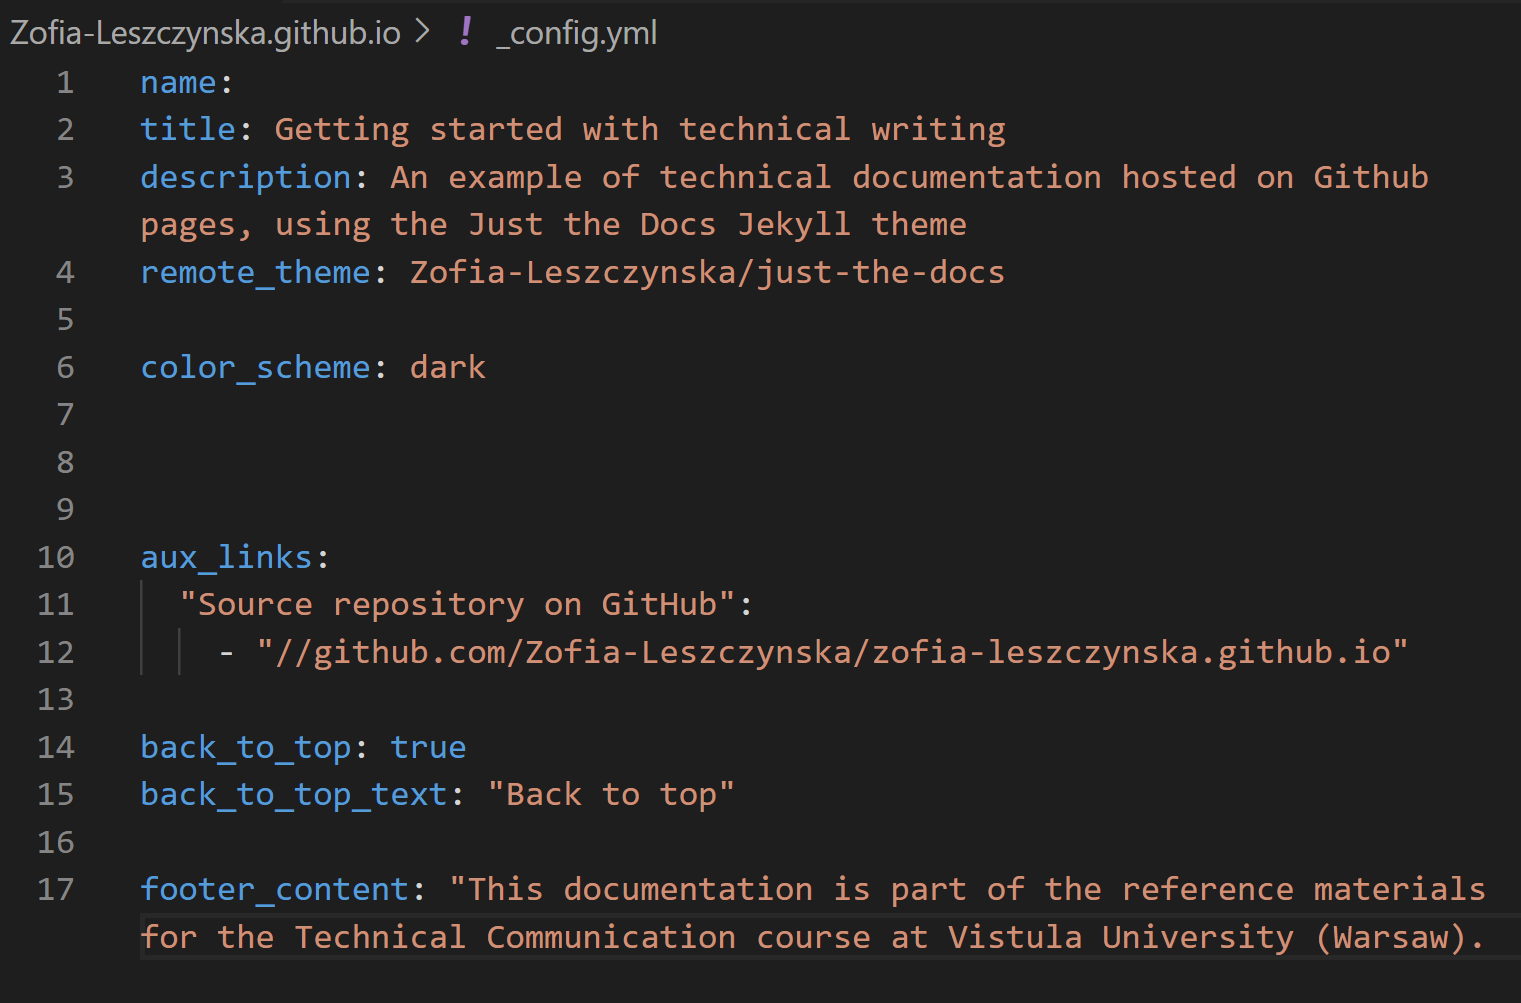 Zofia-Leszczynska.github.io > ! _config.yml
1 name:
2 title: Getting started with technical writing
3 description: An example of technical documentation hosted on Github
pages, using the Just the Docs Jekyll theme
4 remote_theme: Zofia-Leszczynska/just-the-docs
5
6 color_scheme: dark
7
8
9
10 aux_links:
11 "Source repository on GitHub":
12 - "//github.com/Zofia-Leszczynska/zofia-leszczynska.github.io"
13
14 back_to_top: true
15 back_to_top_text: "Back to top"
16
17 footer_content: "This documentation is part of the reference materials
for the Technical Communication course at Vistula University (Warsaw).